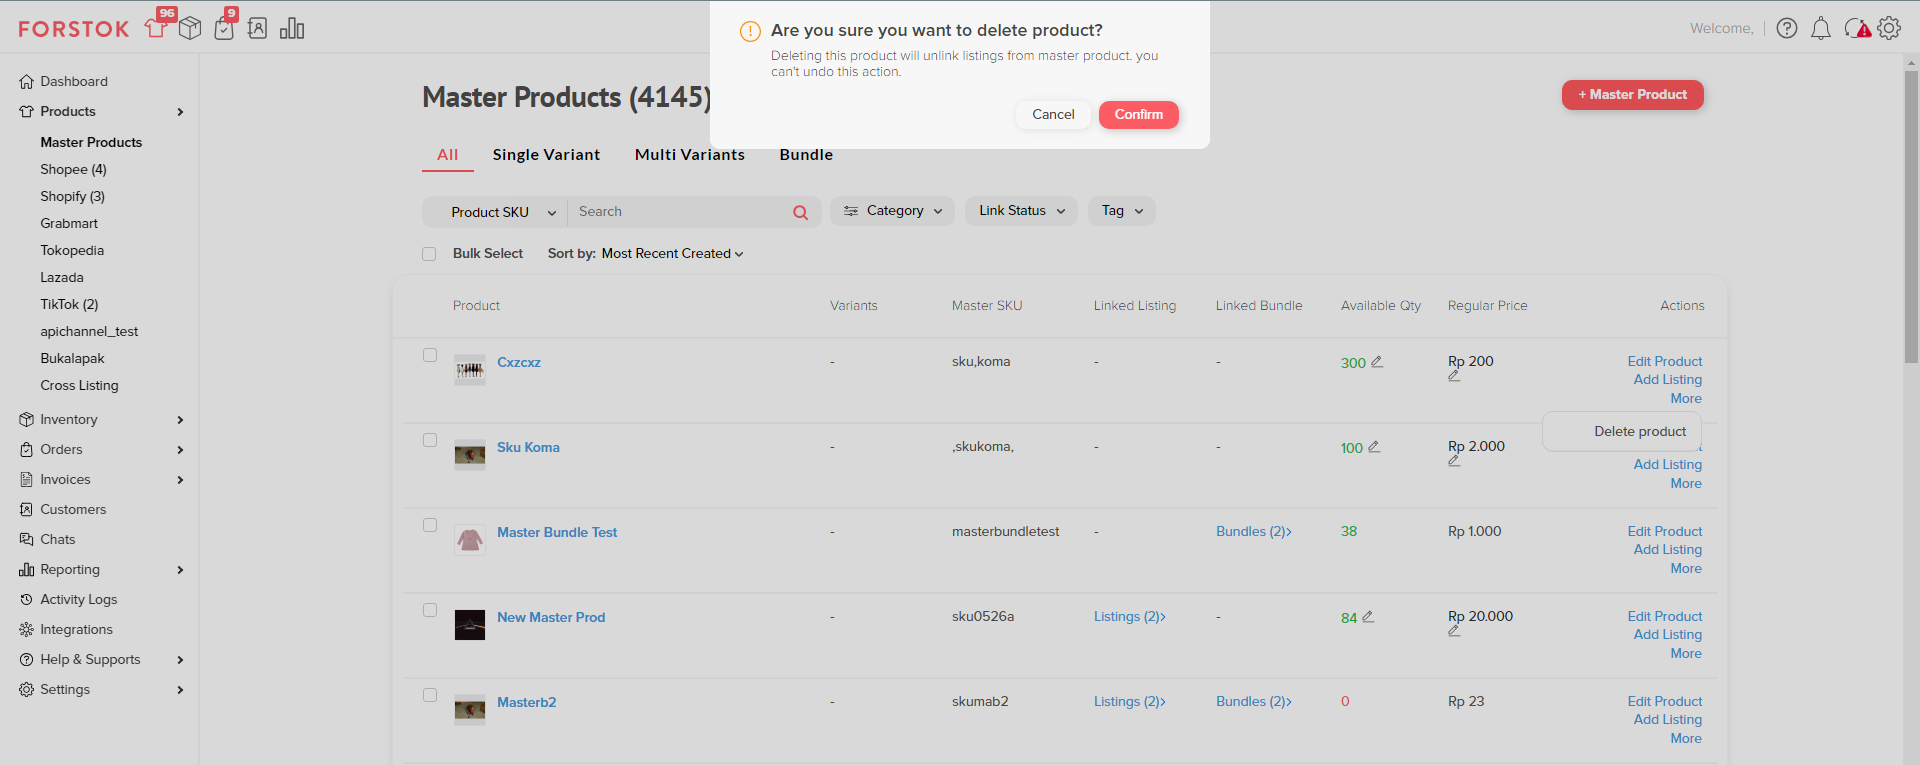 FORSTOK
96
9
Welcome,
Are you sure you want to delete product?
Deleting this product will unlink listings from master product. you
can't undo this action.
Cancel
Confirm
Dashboard
Products
Master Products
Shopee (4)
Shopify (3)
Grabmart
Tokopedia
Lazada
TikTok (2)
apichannel_test
Bukalapak
Cross Listing
Inventory
Orders
Invoices
Customers
Chats
Reporting
Activity Logs
Integrations
Help & Supports
Settings
Master Products (4145)
+ Master Product
All Single Variant Multi Variants Bundle
Product SKU Search Category Link Status Tag
Bulk Select Sort by: Most Recent Created
Product Variants Master SKU Linked Listing Linked Bundle Available Qty Regular Price Actions
Cxzcxz - sku,koma - - 300 Rp 200 Edit Product
Add Listing
More
Delete product
Sku Koma - ,skukoma, - - 100 Rp 2.000
Add Listing
More
Master Bundle Test - masterbundletest - Bundles (2)> 38 Rp 1.000 Edit Product
Add Listing
More
New Master Prod - sku0526a Listings (2)> - 84 Rp 20.000 Edit Product
Add Listing
More
Masterb2 - skumab2 Listings (2)> Bundles (2)> 0 Rp 23 Edit Product
Add Listing
More